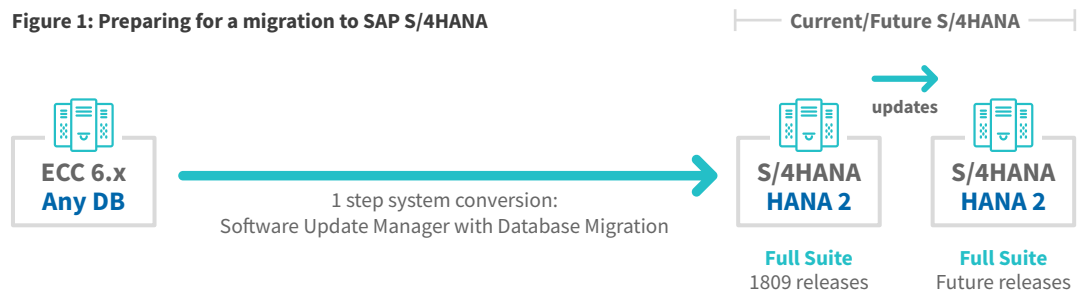 Figure 1: Preparing for a migration to SAP S/4HANA
Current/Future S/4HANA
updates
ECC 6.x
Any DB
1 step system conversion:
Software Update Manager with Database Migration
S/4HANA
HANA 2
Full Suite
1809 releases
S/4HANA
HANA 2
Full Suite
Future releases